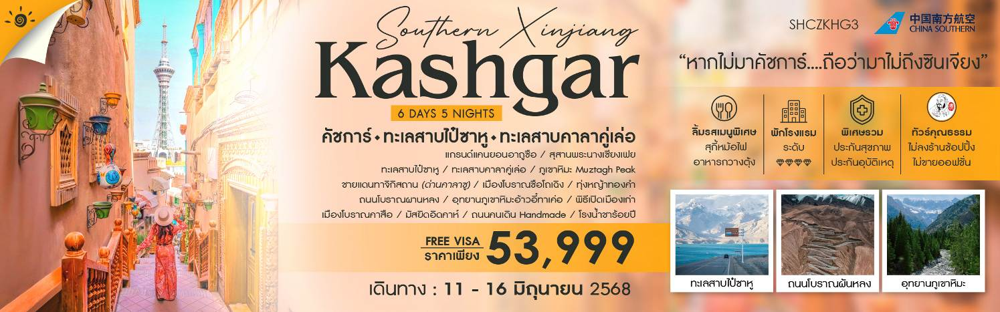 Southern Xinjiang
Kashgar
6 DAYS 5 NIGHTS
คัชการ์ • ทะเลสาบไป๋ซาหู • ทะเลสาบคาลาคู่เล่อ
แกรนด์แคนยอนอาถูซือ / สุสานพระนางเซียงเฟย
ทะเลสาบไป๋ซาหู / ทะเลสาบคาลาคู่เล่อ / ภูเขาหิมะ Muztagh Peak
ชายแดนทาจิกิสถาน (ด่านคาลาซู) / เมืองโบราณซือโถเฉิง / ทุ่งหญ้าทองคำ
ถนนโบราณผานหลง / อุทยานภูเขาหิมะอ้าวอี๋ทาเค่อ / พิธีเปิดเมืองเก่า
เมืองโบราณคาสือ / มัสยิดอิดคาห์ / ถนนคนเดิน Handmade / โรงน้ำชาร้อยปี
FREE VISA
ราคาเพียง 53,999
เดินทาง : 11 - 16 มิถุนายน 2568
SHCZKHG3
中国南方航空
CHINA SOUTHERN
“หากไม่มาคัชการ์....ถือว่ามาไม่ถึงซินเจียง”
ลิ้มรสเมนูพิเศษ
สุกี้หม้อไฟ
อาหารกวางตุ้ง
พักโรงแรม
ระดับ
พิเศษรวม
ประกันสุขภาพ
ประกันอุบัติเหตุ
ทัวร์คุณธรรม
ไม่ลงร้านช้อปปิ้ง
ไม่ขายออฟชั่น
ทะเลสาบไป๋ซาหู
ถนนโบราณผันหลง
อุทยานภูเขาหิมะ